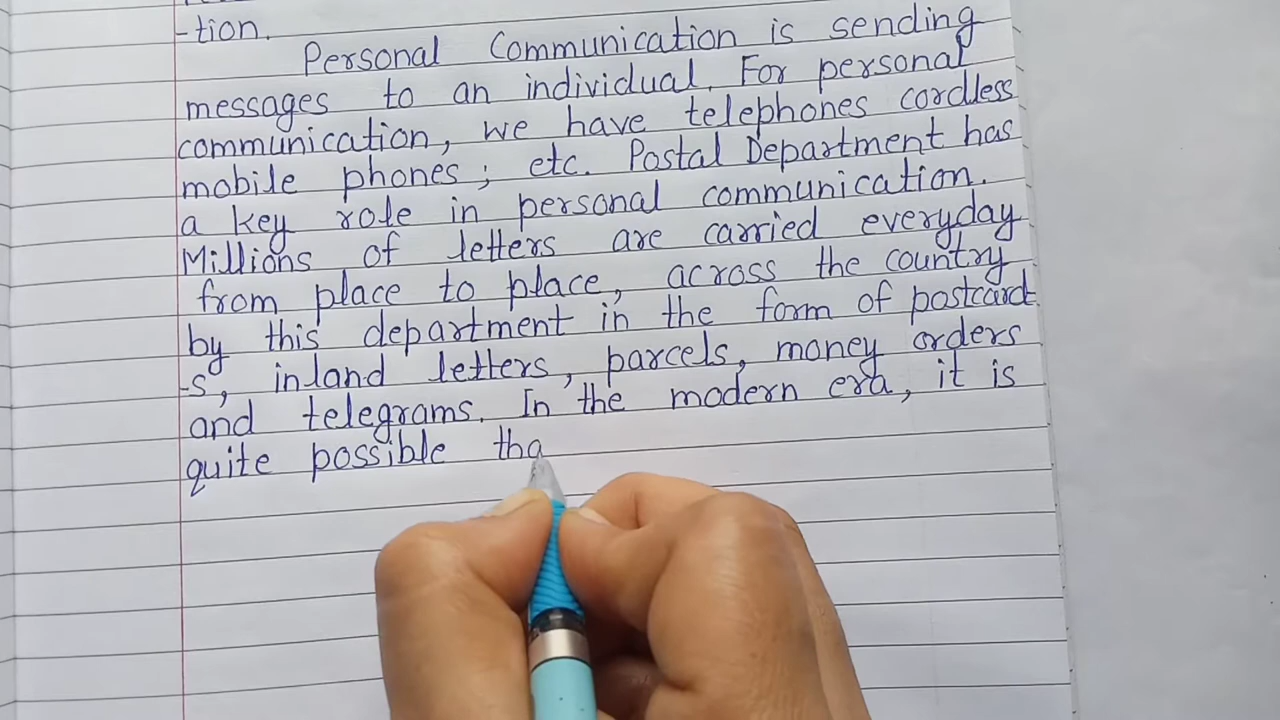 -tion.
Personal Communication is sending
messages to an individual. For personal
communication, we have telephones cordless
mobile phones; etc. Postal Department has
a key role in personal communication.
Millions of letters are carried everyday
from place to place, across the country
by this department in the form of postcard
-s, inland letters, parcels, money orders
and telegrams. In the modern era, it is
quite possible tha